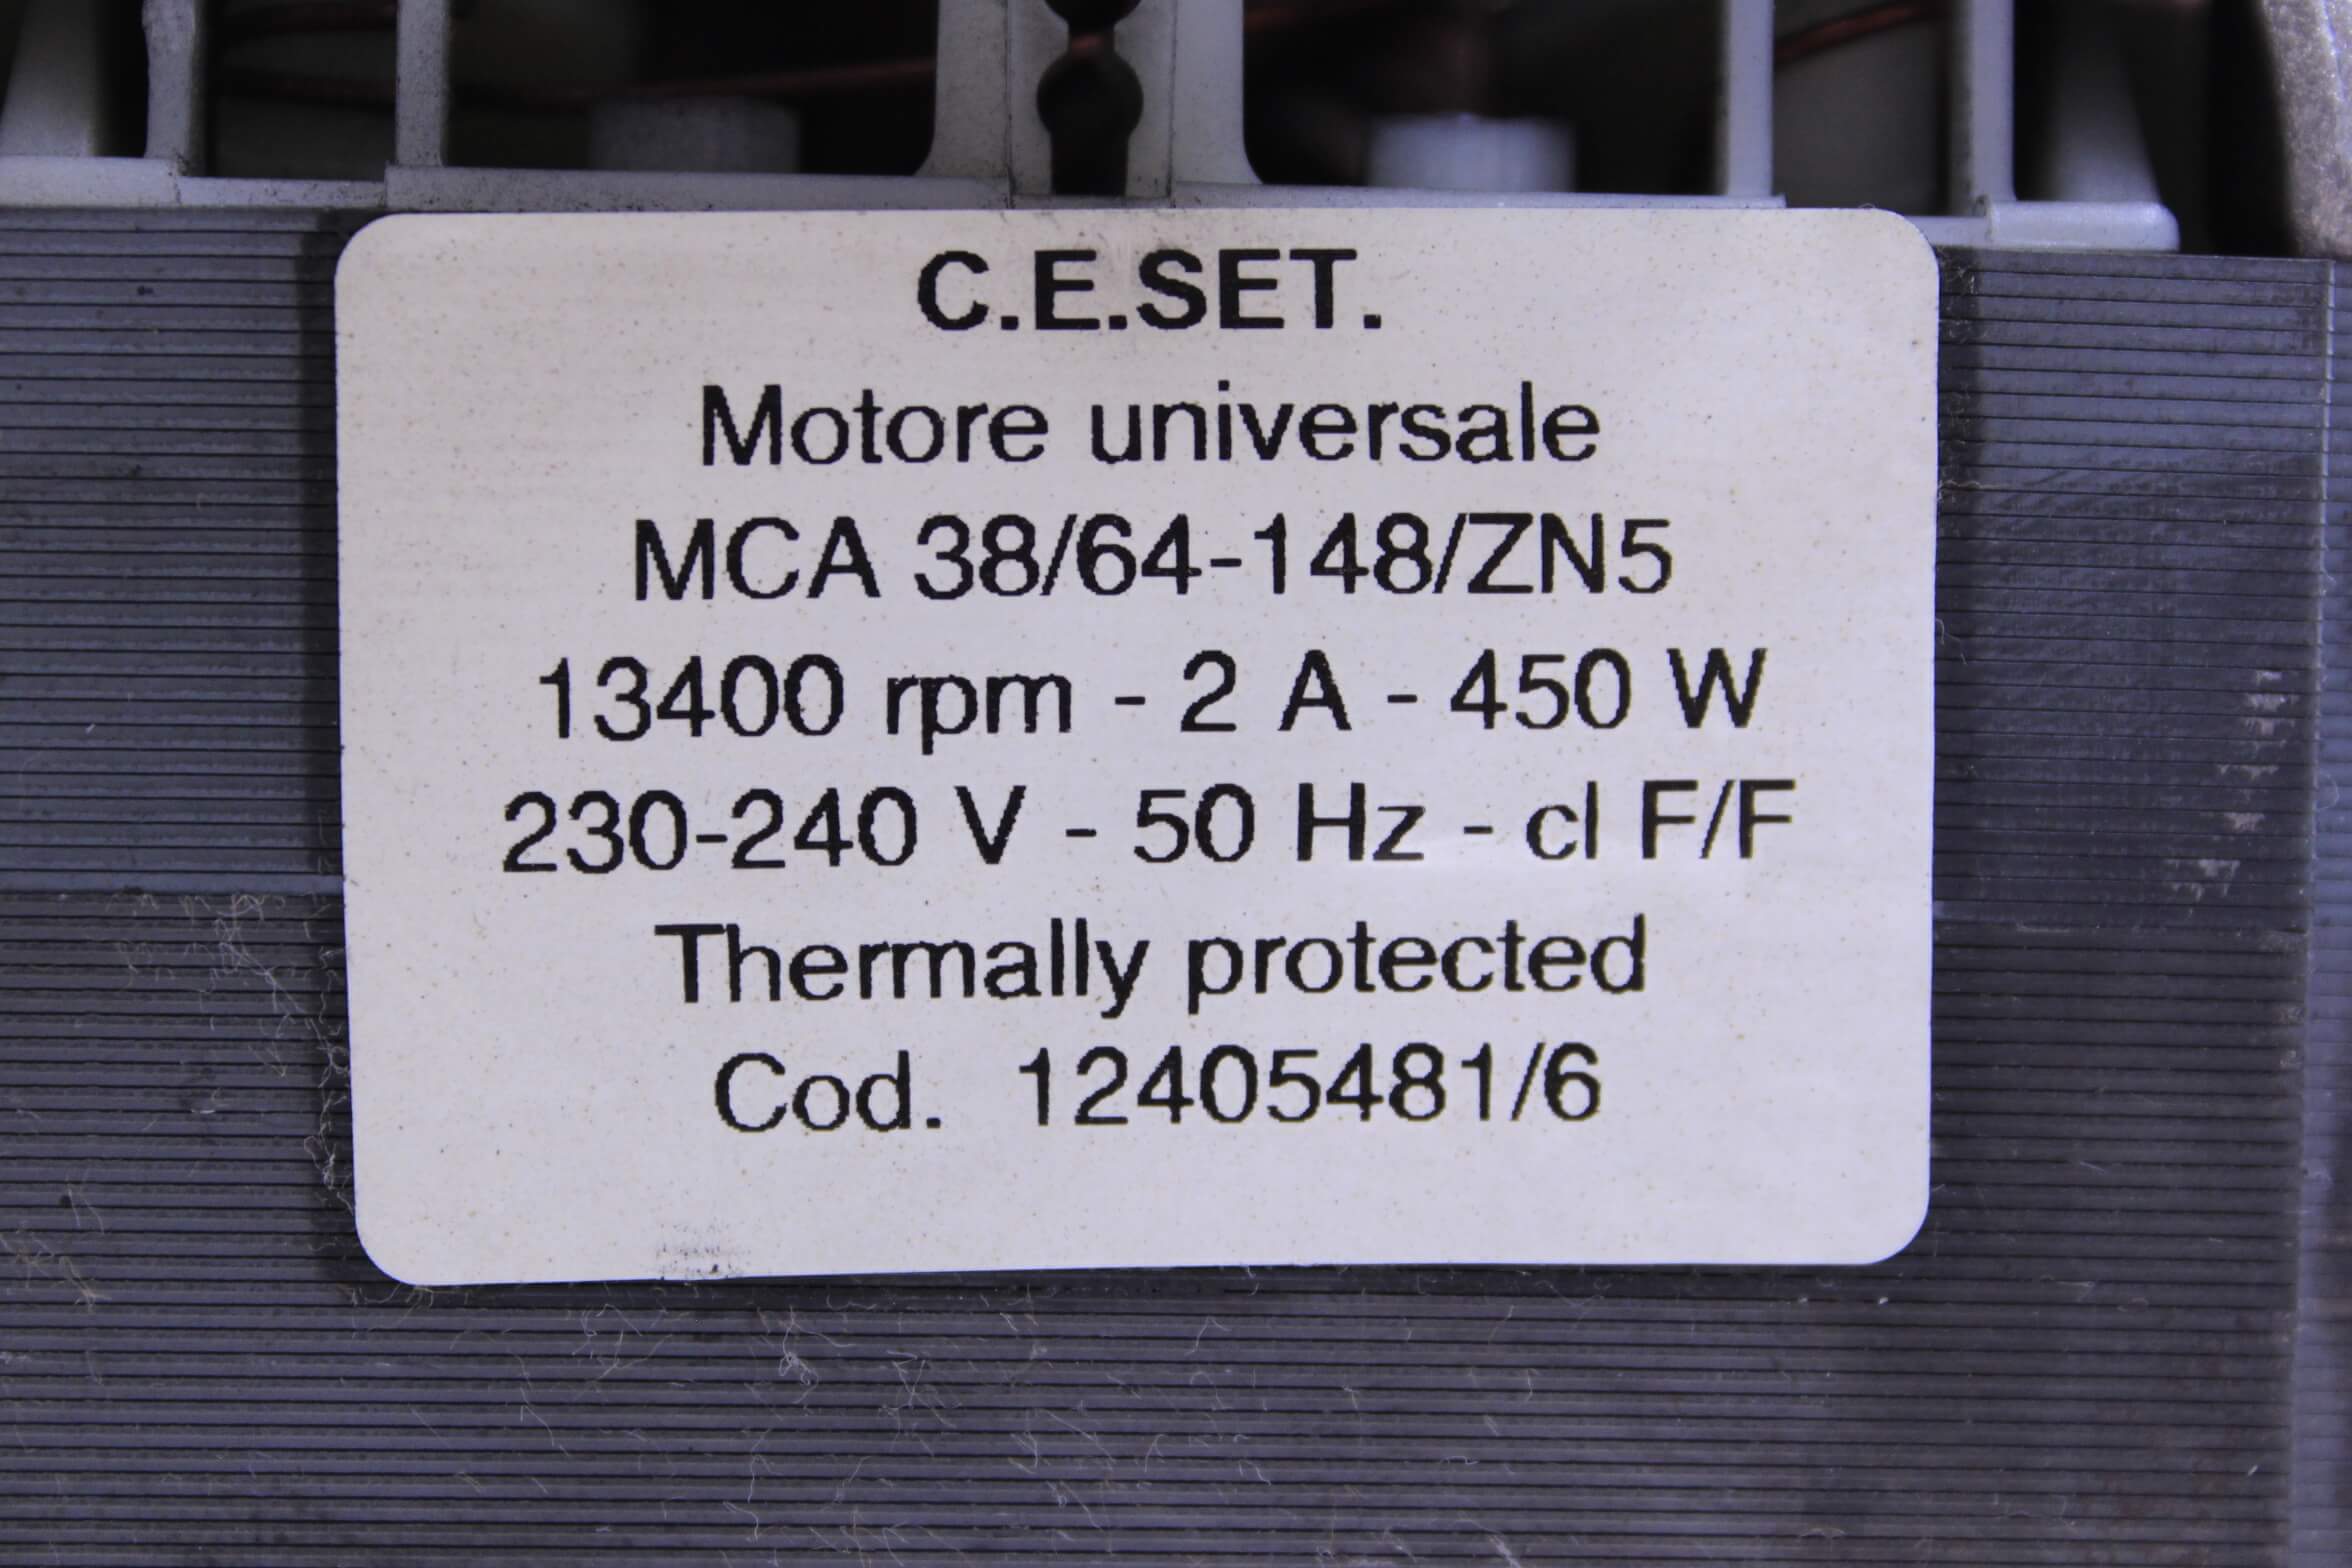 C.E.SET.
Motore universale
MCA 38/64-148/ZN5
13400 rpm - 2 A - 450 W
230-240 V - 50 Hz - cl F/F
Thermally protected
Cod. 12405481/6